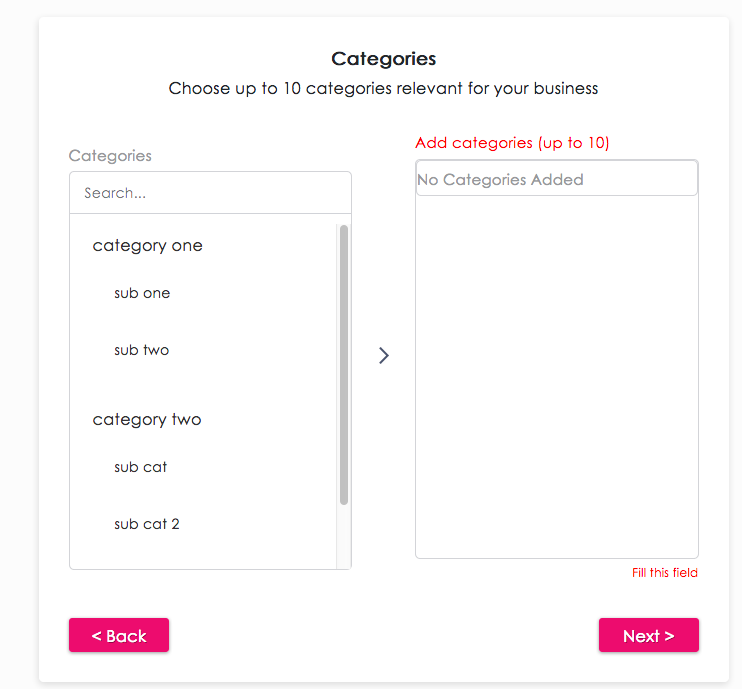 Categories
Choose up to 10 categories relevant for your business
Categories
Search...
category one
sub one
sub two
category two
sub cat
sub cat 2
>
Add categories (up to 10)
No Categories Added
Fill this field
< Back
Next >